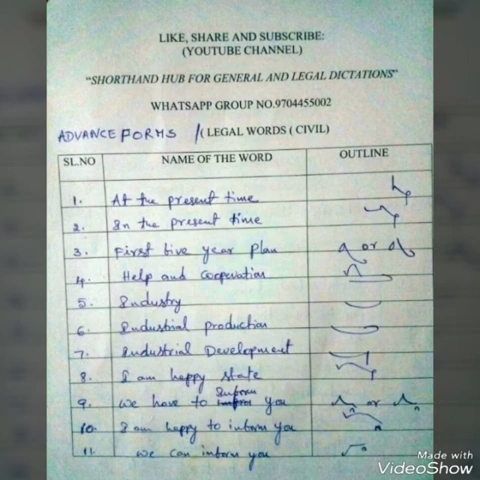 LIKE, SHARE AND SUBSCRIBE:
(YOUTUBE CHANNEL)
"SHORTHAND HUB FOR GENERAL AND LEGAL DICTATIONS"
WHATSAPP GROUP NO.9704455002
ADVANCE FORMS /(LEGAL WORDS ( CIVIL)
SL.NO NAME OF THE WORD OUTLINE
1. At the present time
2. In the present time
3. First five year plan or
4. Help and Cooperation
5. Industry
6. Industrial production
7. Industrial Development
8. I am happy state
9. We have to Inform you or
10. I am happy to inform you
11. We can inform you
Made with
VideoShow